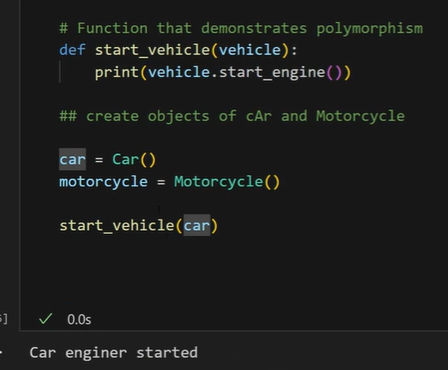 # Function that demonstrates polymorphism
def start_vehicle(vehicle):
    print(vehicle.start_engine())
## create objects of cAr and Motorcycle
car = Car()
motorcycle = Motorcycle()
start_vehicle(car)
0.0s
Car enginer started